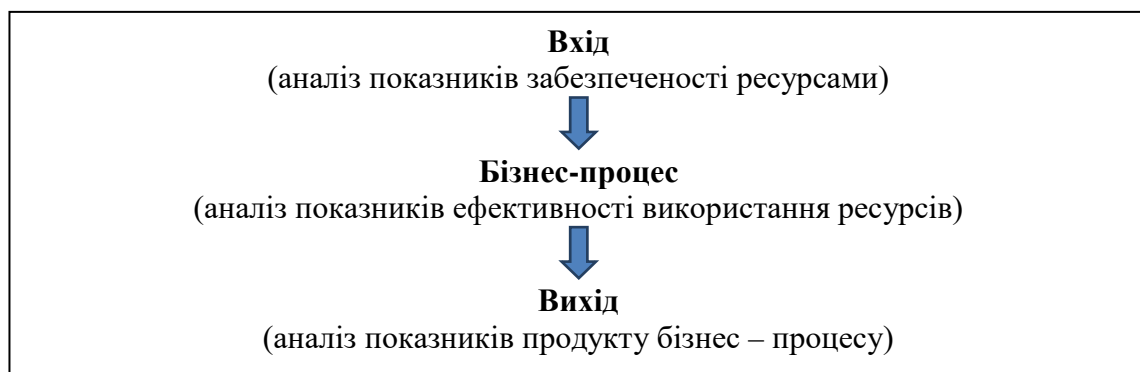 Вхід
(аналіз показників забезпеченості ресурсами)
Бізнес-процес
(аналіз показників ефективності використання ресурсів)
Вихід
(аналіз показників продукту бізнес – процесу)